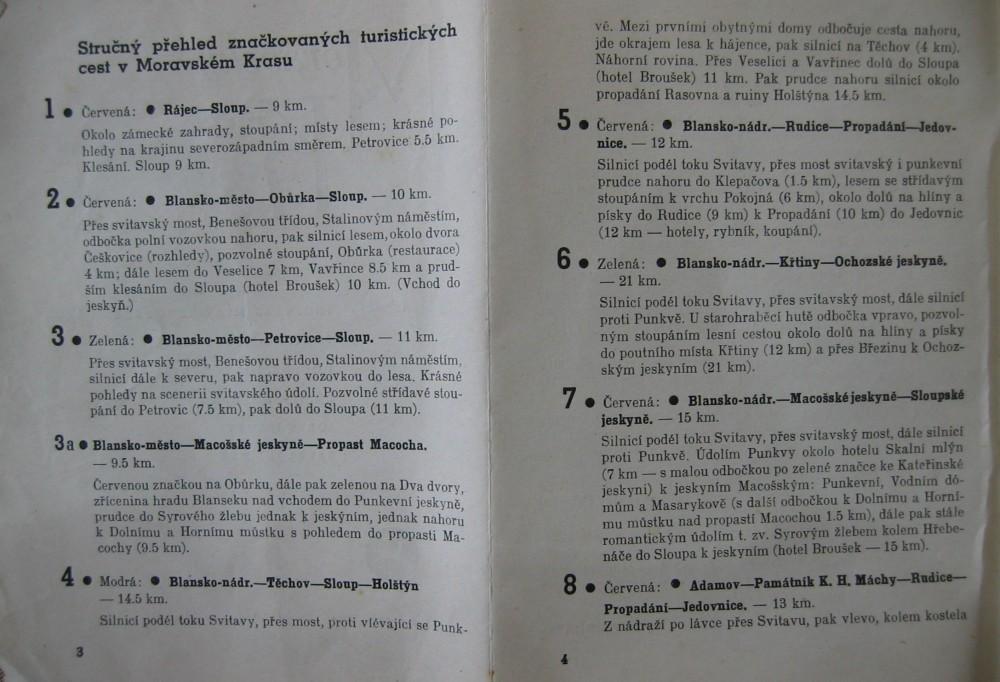 Stručný přehled značkovaných turistických
cest v Moravském Krasu
1 ● Červená: ● Rájec—Sloup. — 9 km.
Okolo zámecké zahrady, stoupání; místy lesem; krásné po-
hledy na krajinu severozápadním směrem. Petrovice 5.5 km.
Klesání. Sloup 9 km.
2 ● Červená: ● Blansko-město—Obůrka—Sloup. — 10 km.
Přes svitavský most, Benešovou třídou, Stalinovým náměstím,
odbočka polní vozovkou nahoru, pak silnicí lesem, okolo dvora
Češkovice (rozhledy), pozvolné stoupání, Obůrka (restaurace)
4 km; dále lesem do Veselice 7 km, Vavřince 8.5 km a prud-
ším klesáním do Sloupa (hotel Broušek) 10 km. (Vchod do
jeskyň.)
3 ● Zelená: ● Blansko-město—Petrovice—Sloup. — 11 km.
Přes svitavský most, Benešovou třídou, Stalinovým náměstím,
silnicí dále k severu, pak napravo vozovkou do lesa. Krásné
pohledy na scenerii svitavského údolí. Pozvolné střídavé stou-
pání do Petrovic (7.5 km), pak dolů do Sloupa (11 km).
3a ● Blansko-město—Macošské jeskyně—Propast Macocha.
— 9.5 km.
Červenou značkou na Obůrku, dále pak zelenou na Dva dvory,
zřícenina hradu Blanseku nad vchodem do Punkevní jeskyně,
prudce do Syrového žlebu jednak k jeskyním, jednak nahoru
k Dolnímu a Hornímu můstku s pohledem do propasti Ma-
cochy (9.5 km).
4 ● Modrá: ● Blansko-nádr.—Těchov—Sloup—Holštýn
— 14.5 km.
Silnicí podél toku Svitavy, přes most, proti vlévající se Punk-
3
vě. Mezi prvními obytnými domy odbočuje cesta nahoru,
jde okrajem lesa k hájence, pak silnicí na Těchov (4 km).
Náhorní rovina. Přes Veselici a Vavřinec dolů do Sloupa
(hotel Broušek) 11 km. Pak prudce nahoru silnicí okolo
propadání Rasovna a ruiny Holštýna 14.5 km.
5 ● Červená: ● Blansko-nádr.—Rudice—Propadání—Jedov-
nice. — 12 km.
Silnicí podél toku Svitavy, přes most svitavský i punkevní
prudce nahoru do Klepačova (1.5 km), lesem se střídavým
stoupáním k vrchu Pokojná (6 km), okolo dolů na hlíny a
písky do Rudice (9 km) k Propadání (10 km) do Jedovnic
(12 km — hotely, rybník, koupání).
6 ● Zelená: ● Blansko-nádr.—Křtiny—Ochozské jeskyně.
— 21 km.
Silnicí podél toku Svitavy, přes svitavský most, dále silnicí
proti Punkvě. U starohraběcí hutě odbočka vpravo, pozvol-
ným stoupáním lesní cestou okolo dolů na hlíny a písky
do poutního místa Křtiny (12 km) a přes Březinu k Ochoz-
ským jeskyním (21 km).
7 ● Červená: ● Blansko-nádr.—Macošské jeskyně—Sloupské
jeskyně. — 15 km.
Silnicí podél toku Svitavy, přes svitavský most, dále silnicí
proti Punkvě. Údolím Punkvy okolo hotelu Skalní mlýn
(7 km — s malou odbočkou po zelené značce ke Kateřinské
jeskyni) k jeskyním Macošským: Punkevní, Vodním dó-
mům a Masarykově (s další odbočkou k Dolnímu a Horní-
mu můstku nad propastí Macochou 1.5 km), dále pak stále
romantickým údolím t. zv. Syrovým žlebem kolem Hřebe-
náče do Sloupa k jeskyním (hotel Broušek — 15 km).
8 ● Červená: ● Adamov—Památník K. H. Máchy—Rudice—
Propadání—Jedovnice. — 13 km.
Z nádraží po lávce přes Svitavu, pak vlevo, kolem kostela
4